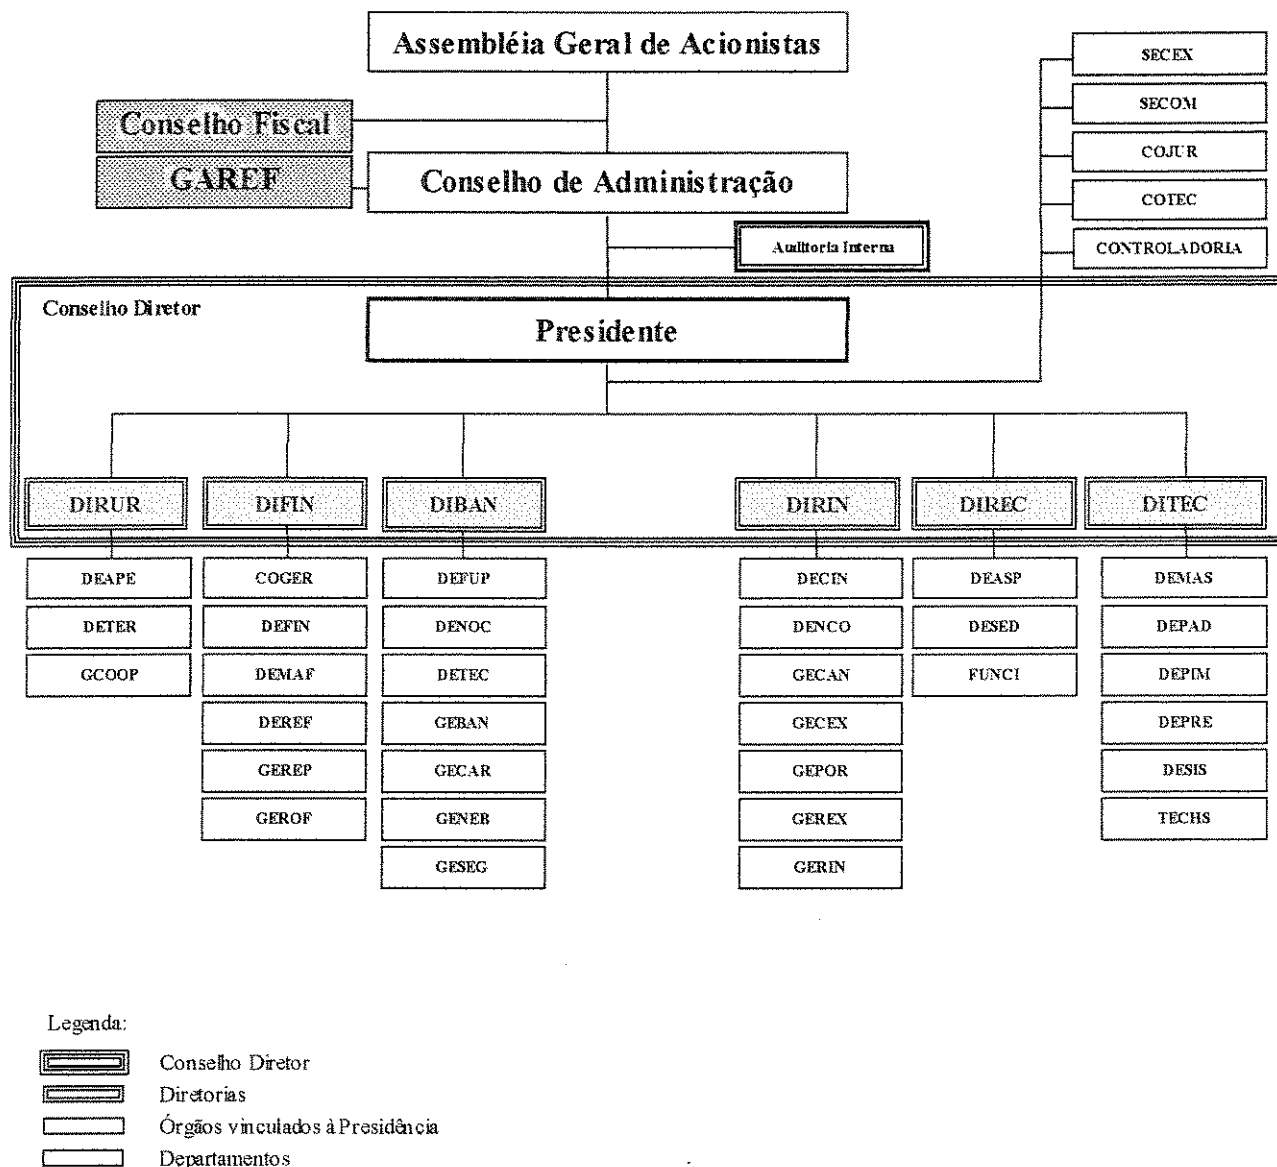 Assembléia Geral de Acionistas
SECEX
SECOM
COJUR
COTEC
CONTROLADORIA
Conselho Fiscal
GAREF
Conselho de Administração
Auditoria Interna
Conselho Diretor
Presidente
DIRUR DIFIN DIBAN DIRIN DIREC DITEC
DEAPE COGER DEFUP DECIN DEASP DEMAS
DETER DEFIN DENOC DENCO DESED DEPAD
GCOOP DEMAF DETEC GECAN FUNCI DEPIM
DEREF GEBAN GECEX DEPRE
GEREP GECAR GEPOR DESIS
GEROF GENEB GEREX TECHS
GESEG GERIN
Legenda:
Conselho Diretor
Diretorias
Órgãos vinculados à Presidência
Departamentos